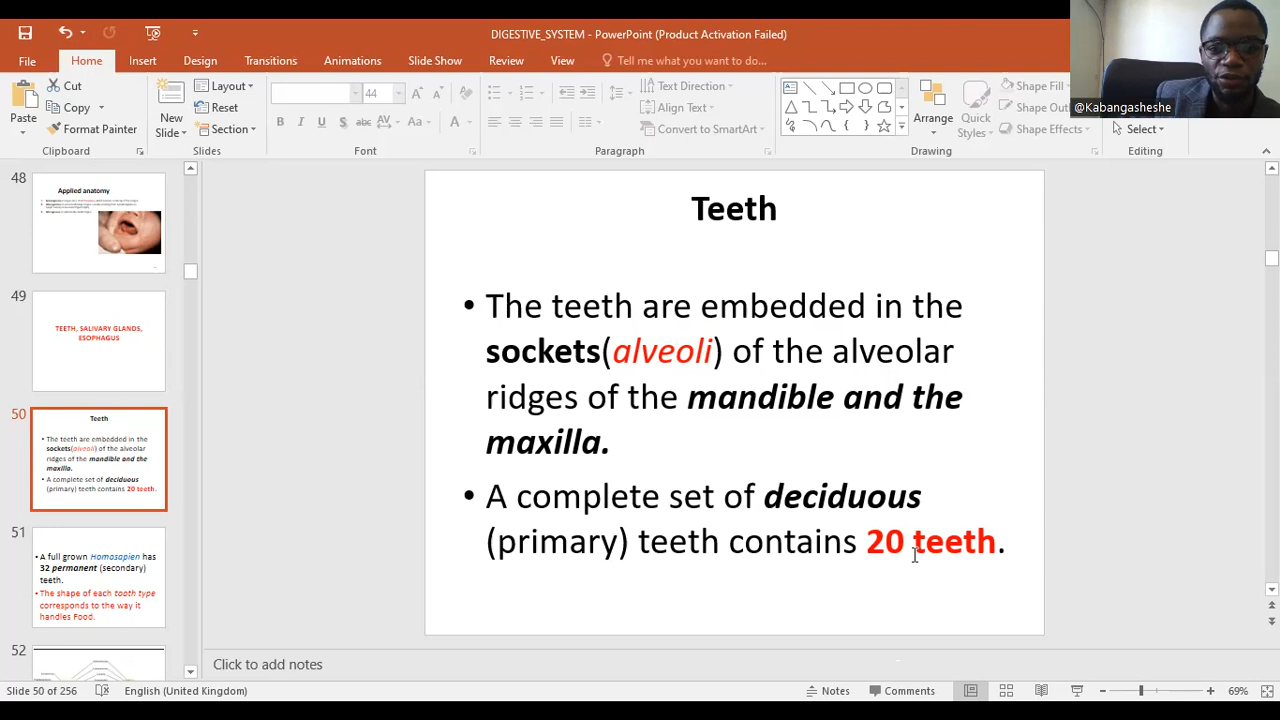 DIGESTIVE_SYSTEM - PowerPoint (Product Activation Failed)
File
Home
Insert
Design
Transitions
Animations
Slide Show
Review
View
Tell me what you want to do...
@Kabangasheshe
Paste
Cut
Copy
Format Painter
Clipboard
New
Slide
Layout
Reset
Section
Slides
44
Font
Text Direction
Align Text
Convert to SmartArt
Paragraph
Arrange
Quick
Styles
Shape Fill
Shape Outl
Shape Effects
Drawing
Select
Editing
48
Applied anatomy
49
TEETH, SALIVARY GLANDS,
ESOPHAGUS
50
Teeth
The teeth are embedded in the
sockets(alveoli) of the alveolar
ridges of the mandible and the
maxilla.
A complete set of deciduous
(primary) teeth contains 20 teeth.
51
• A full grown Homosapien has
32 permanent (secondary)
teeth.
• The shape of each tooth type
corresponds to the way it
handles Food.
52
Teeth
• The teeth are embedded in the
sockets(alveoli) of the alveolar
ridges of the mandible and the
maxilla.
• A complete set of deciduous
(primary) teeth contains 20 teeth.
Click to add notes
Slide 50 of 256
English (United Kingdom)
Notes
Comments
69%